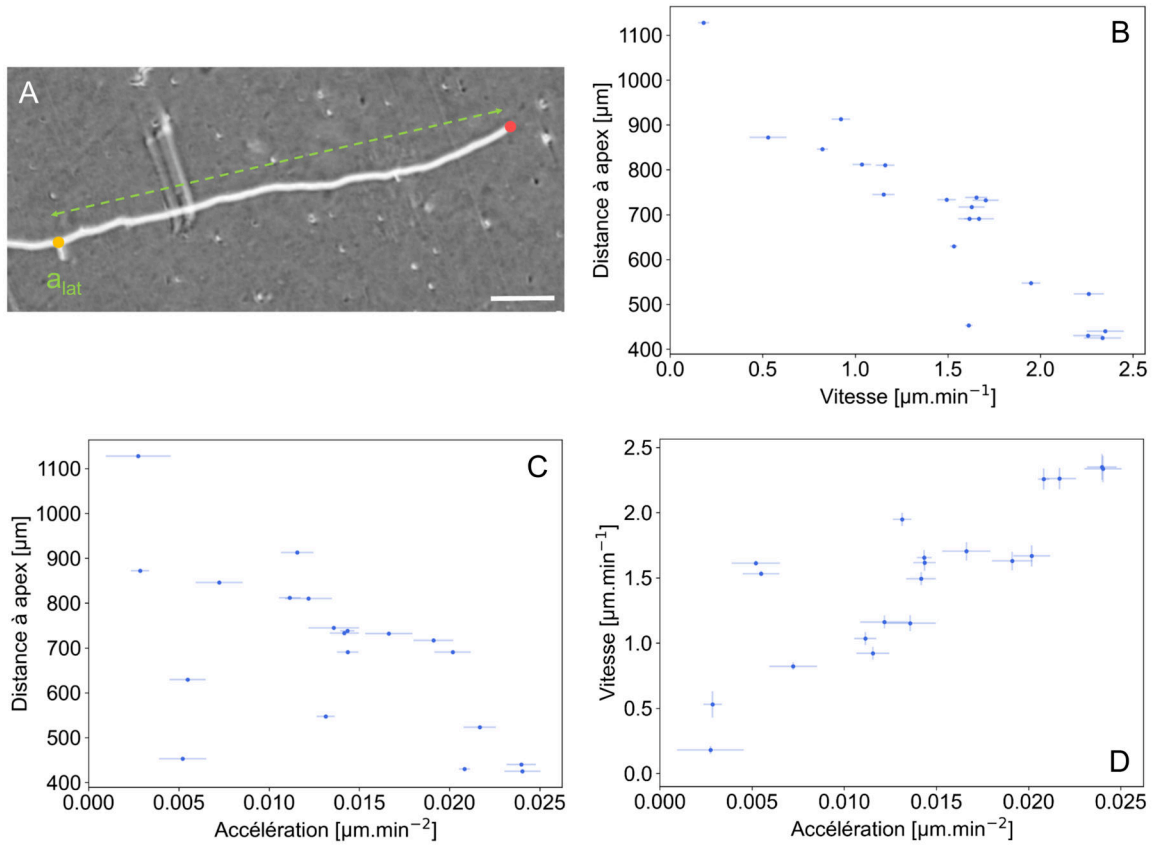 A
a_lat
B
Distance à apex [µm]
1100
1000
900
800
700
600
500
400
0.0 0.5 1.0 1.5 2.0 2.5
Vitesse [µm.min⁻¹]
C
Distance à apex [µm]
1100
1000
900
800
700
600
500
400
0.000 0.005 0.010 0.015 0.020 0.025
Accélération [µm.min⁻²]
D
Vitesse [µm.min⁻¹]
2.5
2.0
1.5
1.0
0.5
0.0
0.000 0.005 0.010 0.015 0.020 0.025
Accélération [µm.min⁻²]